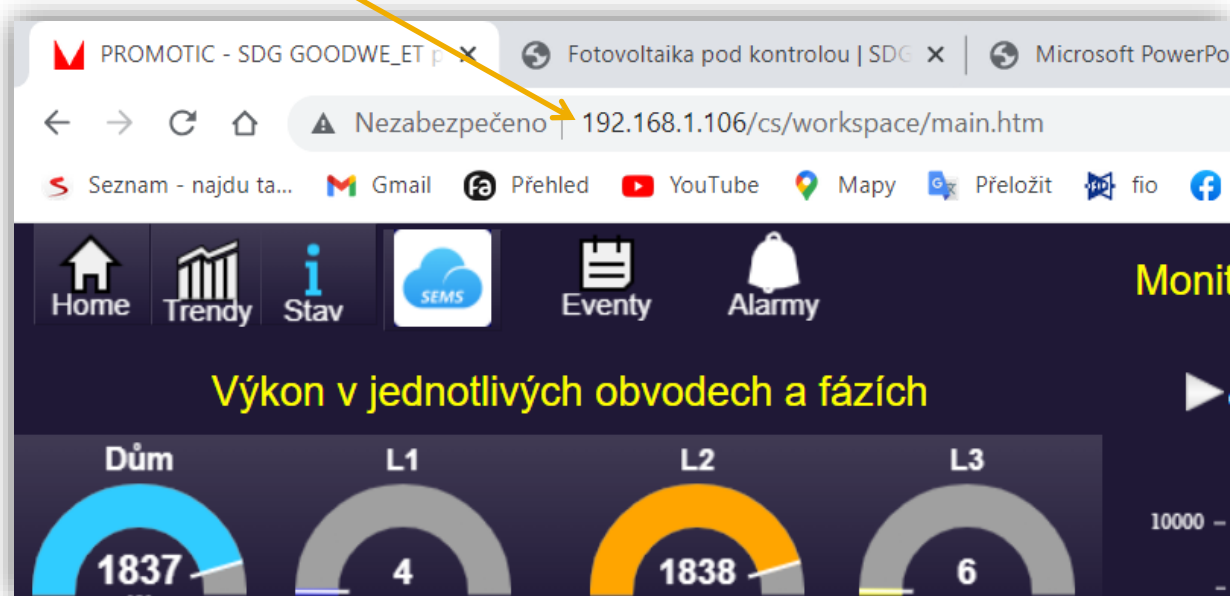 PROMOTIC - SDG GOODWE_ET p
Fotovoltaika pod kontrolou | SDG
Microsoft PowerPo
Nezabezpečeno | 192.168.1.106/cs/workspace/main.htm
Seznam - najdu ta... Gmail Přehled YouTube Mapy Přeložit fio
Home Trendy Stav SEMS Eventy Alarmy
Monit
Výkon v jednotlivých obvodech a fázích
Dům L1 L2 L3
10000
1837 4 1838 6